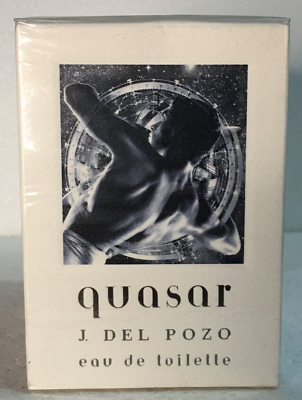 quasar
J. DEL POZO
eau de toilette